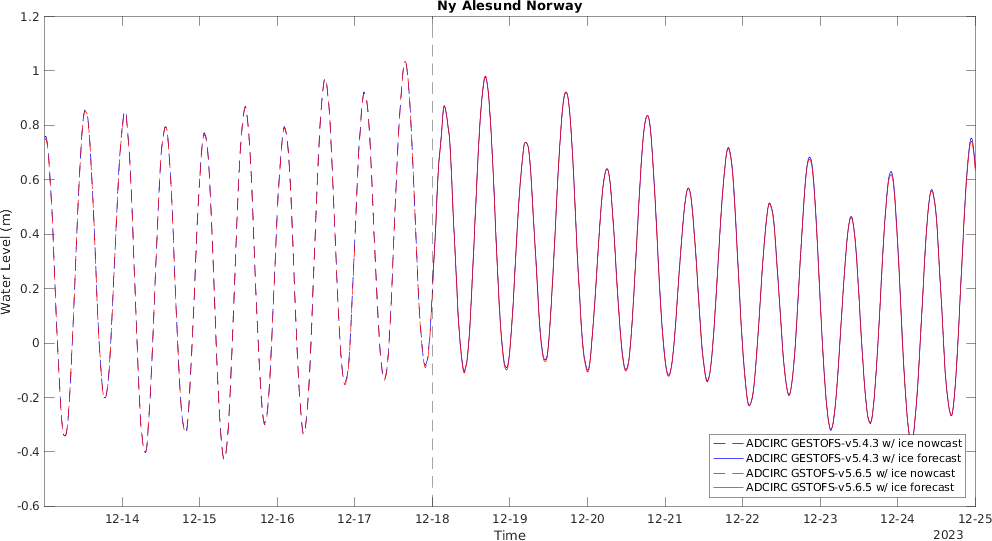 Ny Alesund Norway
1.2
1
0.8
0.6
0.4
0.2
0
-0.2
-0.4
-0.6
Water Level (m)
ADCIRC GESTOFS-v5.4.3 w/ ice nowcast
ADCIRC GESTOFS-v5.4.3 w/ ice forecast
ADCIRC GSTOFS-v5.6.5 w/ ice nowcast
ADCIRC GSTOFS-v5.6.5 w/ ice forecast
12-14 12-15 12-16 12-17 12-18 12-19 12-20 12-21 12-22 12-23 12-24 12-25
Time
2023